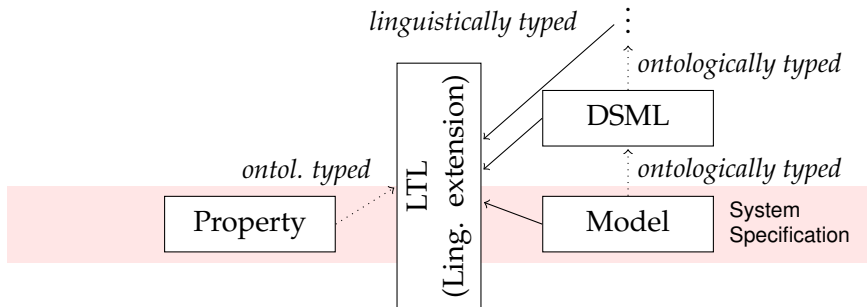 linguistically typed
ontologically typed
DSML
LTL
(Ling. extension)
ontol. typed
ontologically typed
Property
Model
System
Specification